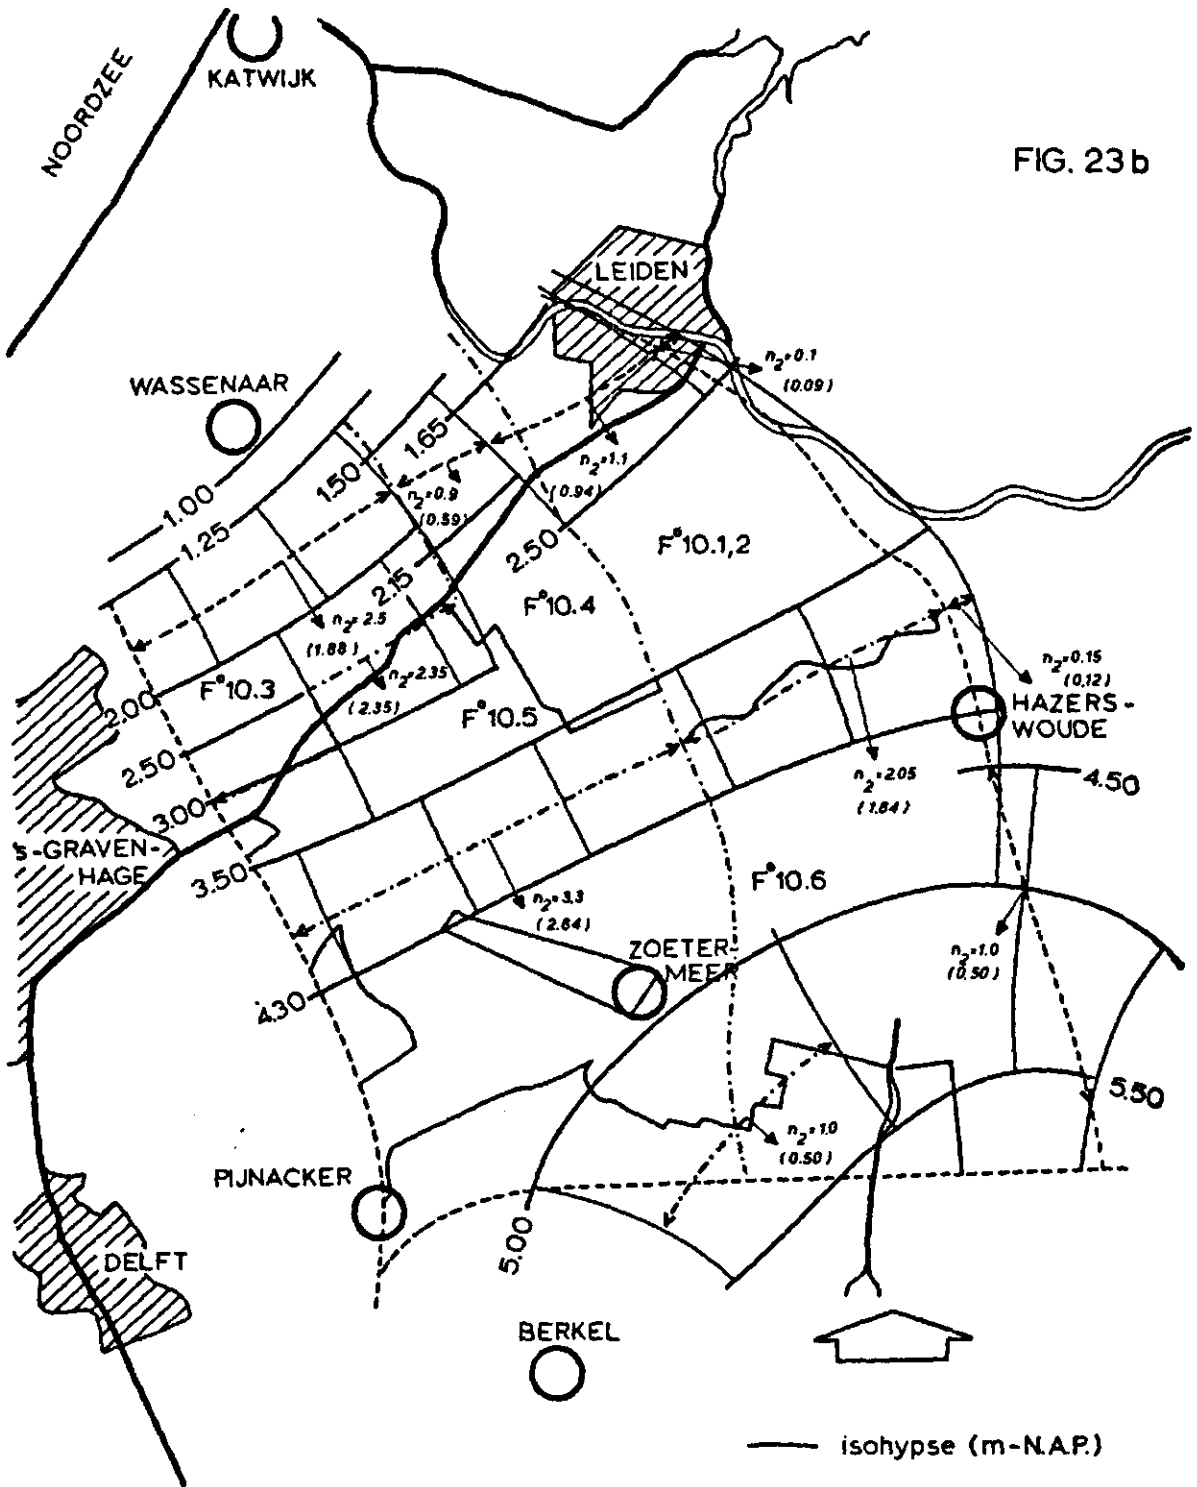 KATWIJK
NOORDZEE
FIG. 23b
LEIDEN
n₂=0.1
(0.09)
WASSENAAR
1.65
1.50
n₂=1.1
(0.94)
n₂=0.9
(0.59)
1.00
1.25
2.50
F°10.1,2
2.15
F°10.4
n₂=2.5
(1.88)
n₂=2.35
(2.35)
n₂=0.15
(0,12)
F°10.3
2.00
F°10.5
HAZERS-
WOUDE
2.50
n₂=2.05
(1.84)
4.50
3.00
's-GRAVEN-
HAGE
3.50
F°10.6
n₂=3.3
(2.64)
ZOETER-
MEER
n₂=1.0
(0.50)
4.30
5.50
n₂=1.0
(0.50)
PIJNACKER
5.00
DELFT
BERKEL
isohypse (m-N.A.P.)